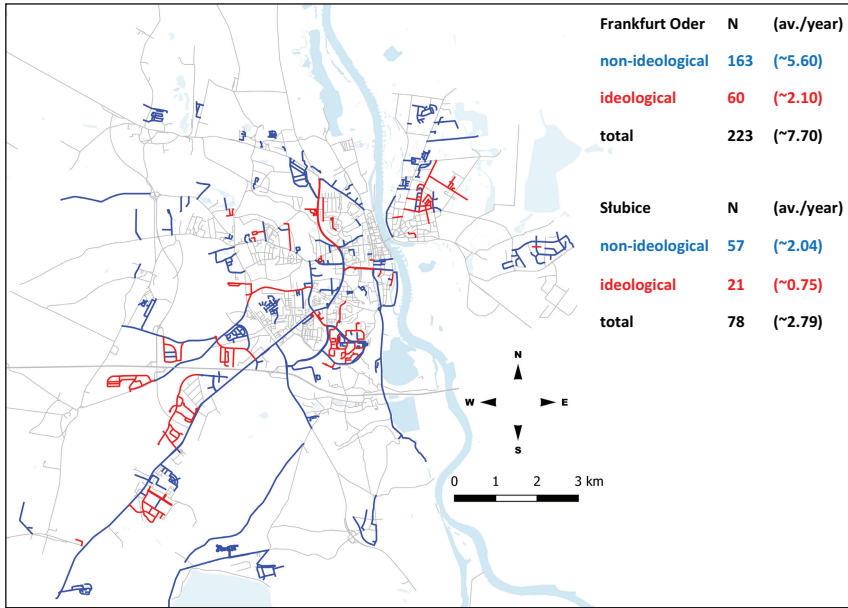 Frankfurt Oder N (av./year)
non-ideological 163 (~5.60)
ideological 60 (~2.10)
total 223 (~7.70)
Słubice N (av./year)
non-ideological 57 (~2.04)
ideological 21 (~0.75)
total 78 (~2.79)
N
W E
S
0 1 2 3 km